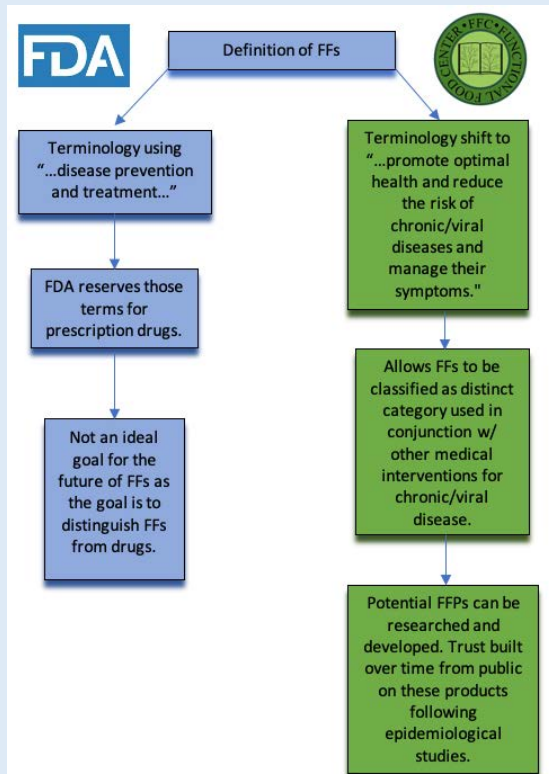 FDA
Definition of FFs
FUNCTIONAL FOOD CENTER · FFC ·
Terminology using
“...disease prevention
and treatment...”
FDA reserves those
terms for
prescription drugs.
Not an ideal
goal for the
future of FFs as
the goal is to
distinguish FFs
from drugs.
Terminology shift to
“...promote optimal
health and reduce
the risk of
chronic/viral
diseases and
manage their
symptoms."
Allows FFs to be
classified as distinct
category used in
conjunction w/
other medical
interventions for
chronic/viral
disease.
Potential FFPs can be
researched and
developed. Trust built
over time from public
on these products
following
epidemiological
studies.